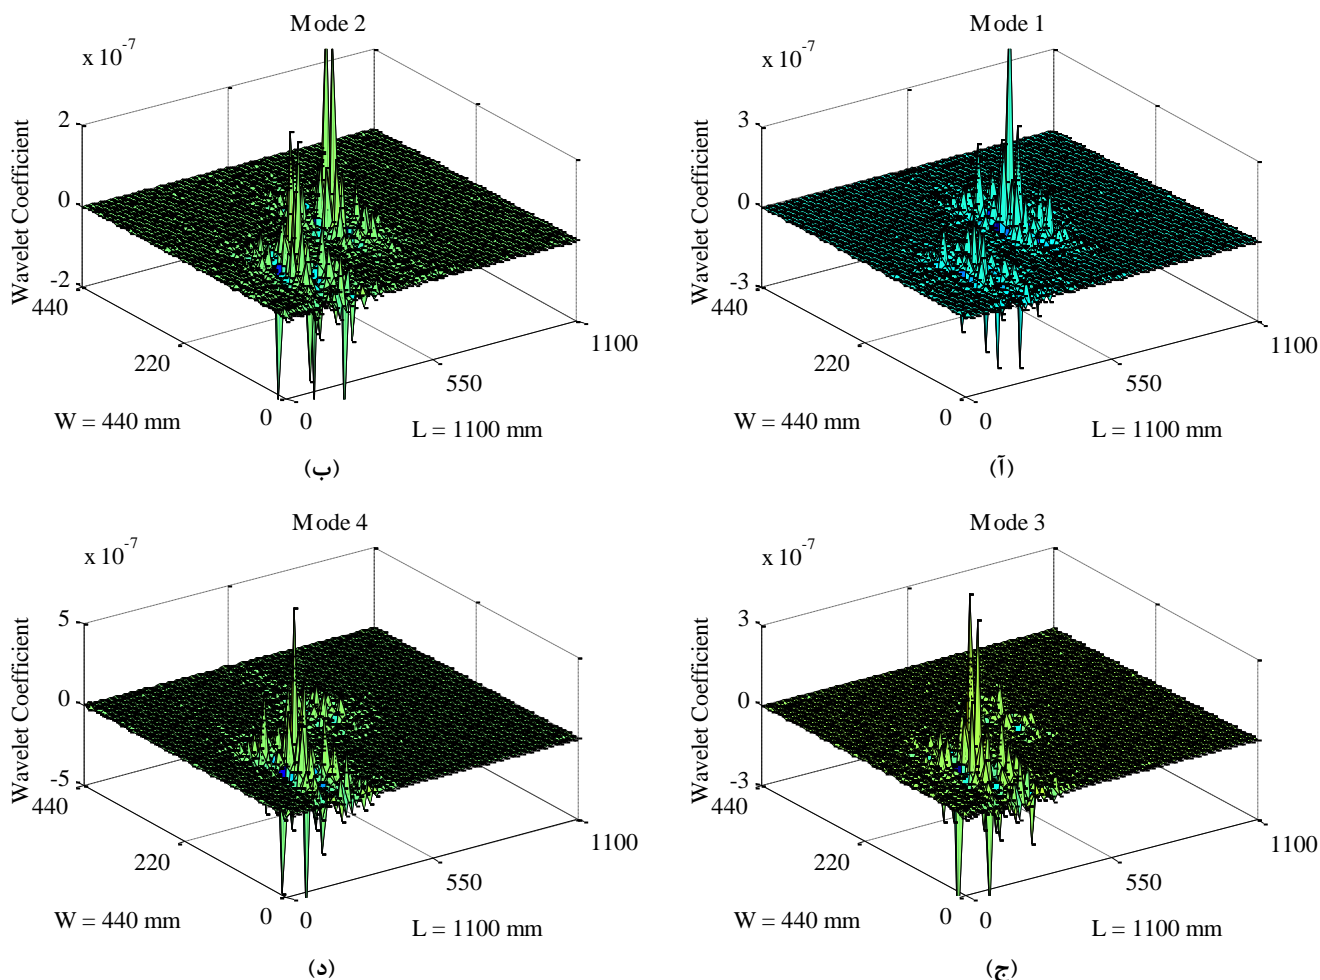 Mode 2
x 10^-7
Wavelet Coefficient
2
0
-2
440
220
0
0
550
1100
W = 440 mm
L = 1100 mm
(ب)
Mode 1
x 10^-7
Wavelet Coefficient
3
0
-3
440
220
0
0
550
1100
W = 440 mm
L = 1100 mm
(آ)
Mode 4
x 10^-7
Wavelet Coefficient
5
0
-5
440
220
0
0
550
1100
W = 440 mm
L = 1100 mm
(د)
Mode 3
x 10^-7
Wavelet Coefficient
3
0
-3
440
220
0
0
550
1100
W = 440 mm
L = 1100 mm
(ج)